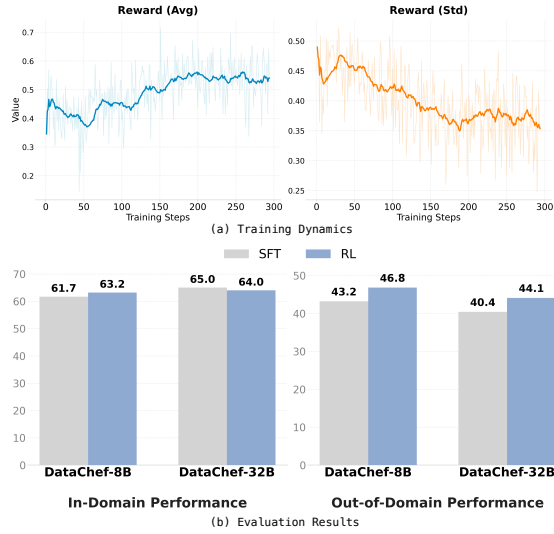 Reward (Avg)
Reward (Std)
Value
0.7
0.6
0.5
0.4
0.3
0.2
0 50 100 150 200 250 300
Training Steps
0.50
0.45
0.40
0.35
0.30
0.25
0 50 100 150 200 250 300
Training Steps
(a) Training Dynamics
SFT RL
70
60
50
40
30
20
10
0
61.7 63.2 65.0 64.0
DataChef-8B DataChef-32B
In-Domain Performance
50
40
30
20
10
0
43.2 46.8 40.4 44.1
DataChef-8B DataChef-32B
Out-of-Domain Performance
(b) Evaluation Results